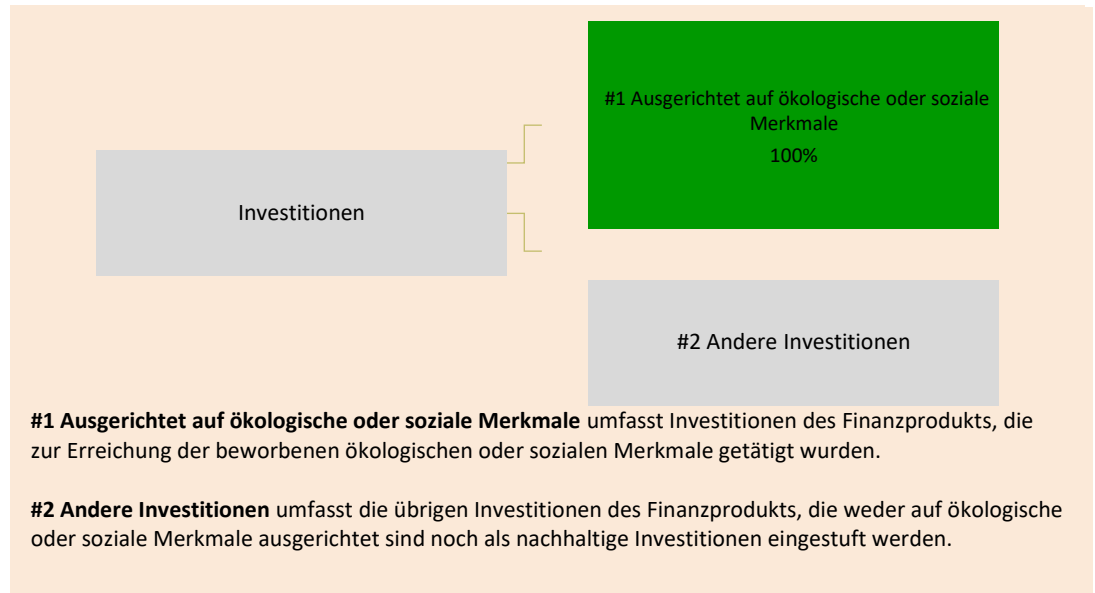 #1 Ausgerichtet auf ökologische oder soziale
Merkmale
100%
Investitionen
#2 Andere Investitionen
#1 Ausgerichtet auf ökologische oder soziale Merkmale umfasst Investitionen des Finanzprodukts, die
zur Erreichung der beworbenen ökologischen oder sozialen Merkmale getätigt wurden.
#2 Andere Investitionen umfasst die übrigen Investitionen des Finanzprodukts, die weder auf ökologische
oder soziale Merkmale ausgerichtet sind noch als nachhaltige Investitionen eingestuft werden.